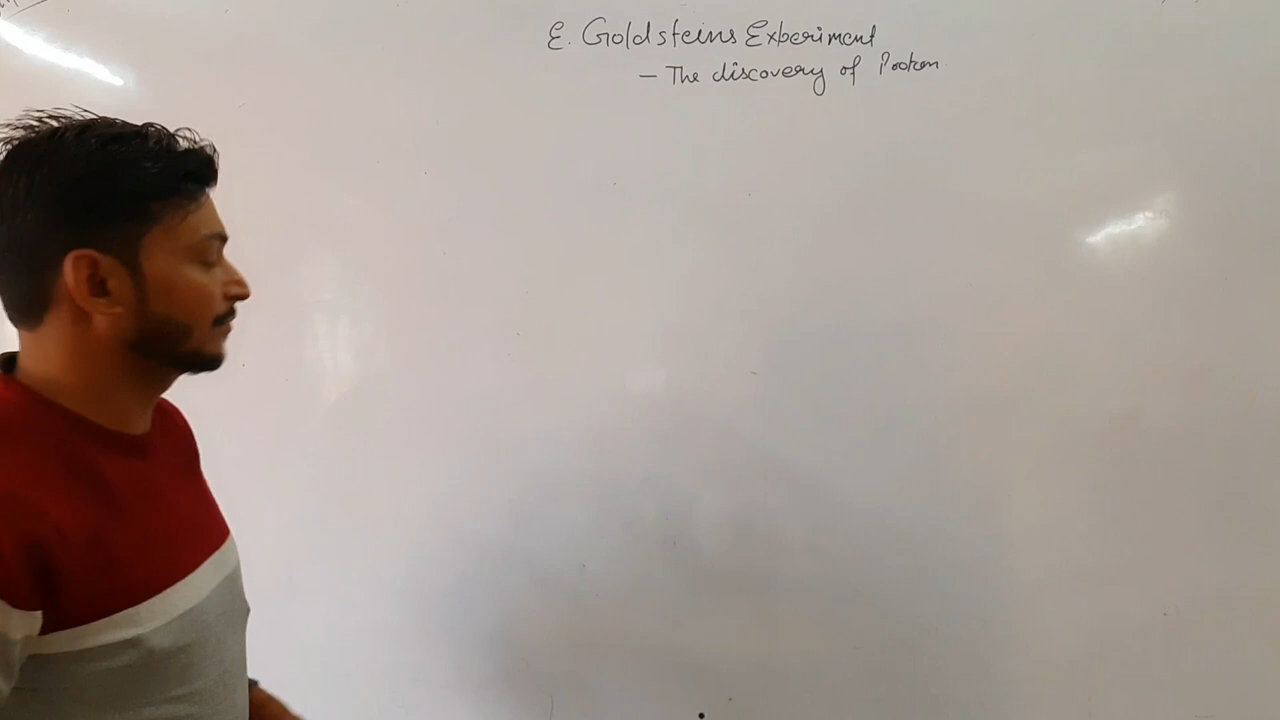 E. Goldsteins Experiment
– The discovery of Proton